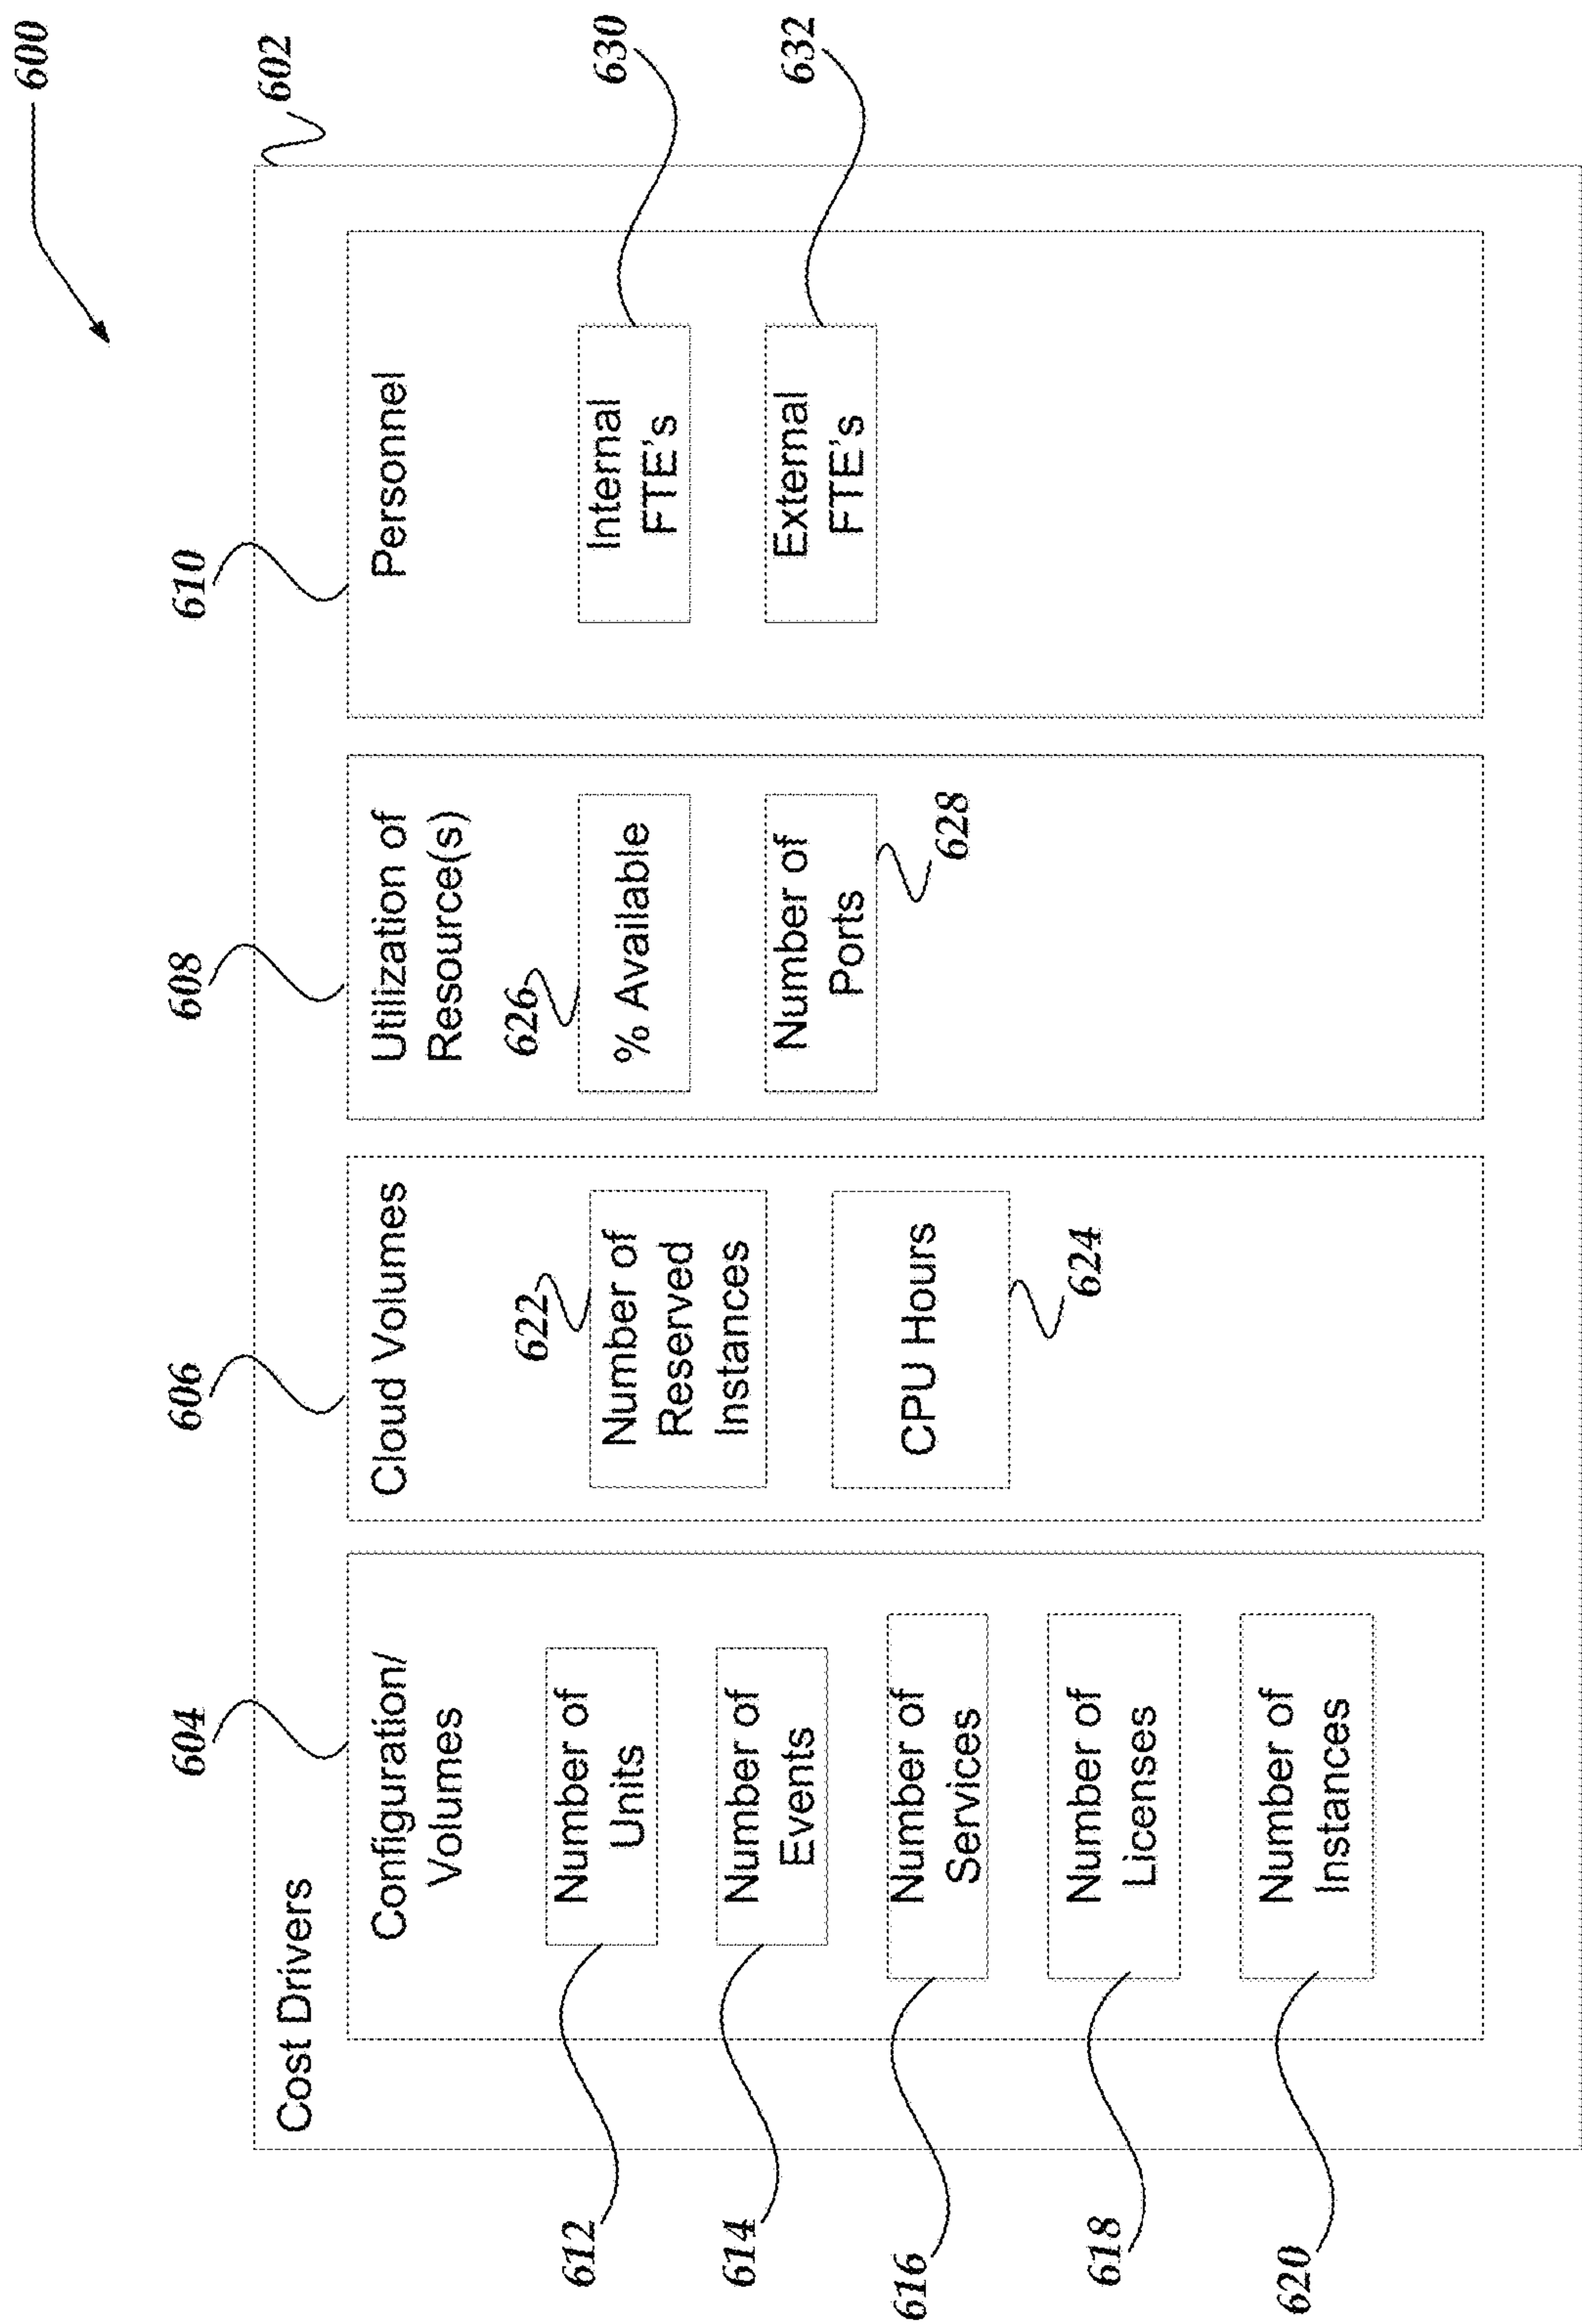 600
602
Cost Drivers
604
Configuration/
Volumes
612
Number of
Units
614
Number of
Events
616
Number of
Services
618
Number of
Licenses
620
Number of
Instances
606
Cloud Volumes
622
Number of
Reserved
Instances
CPU Hours
624
608
Utilization of
Resource(s)
626
% Available
Number of
Ports
628
610
Personnel
Internal
FTE's
630
External
FTE's
632